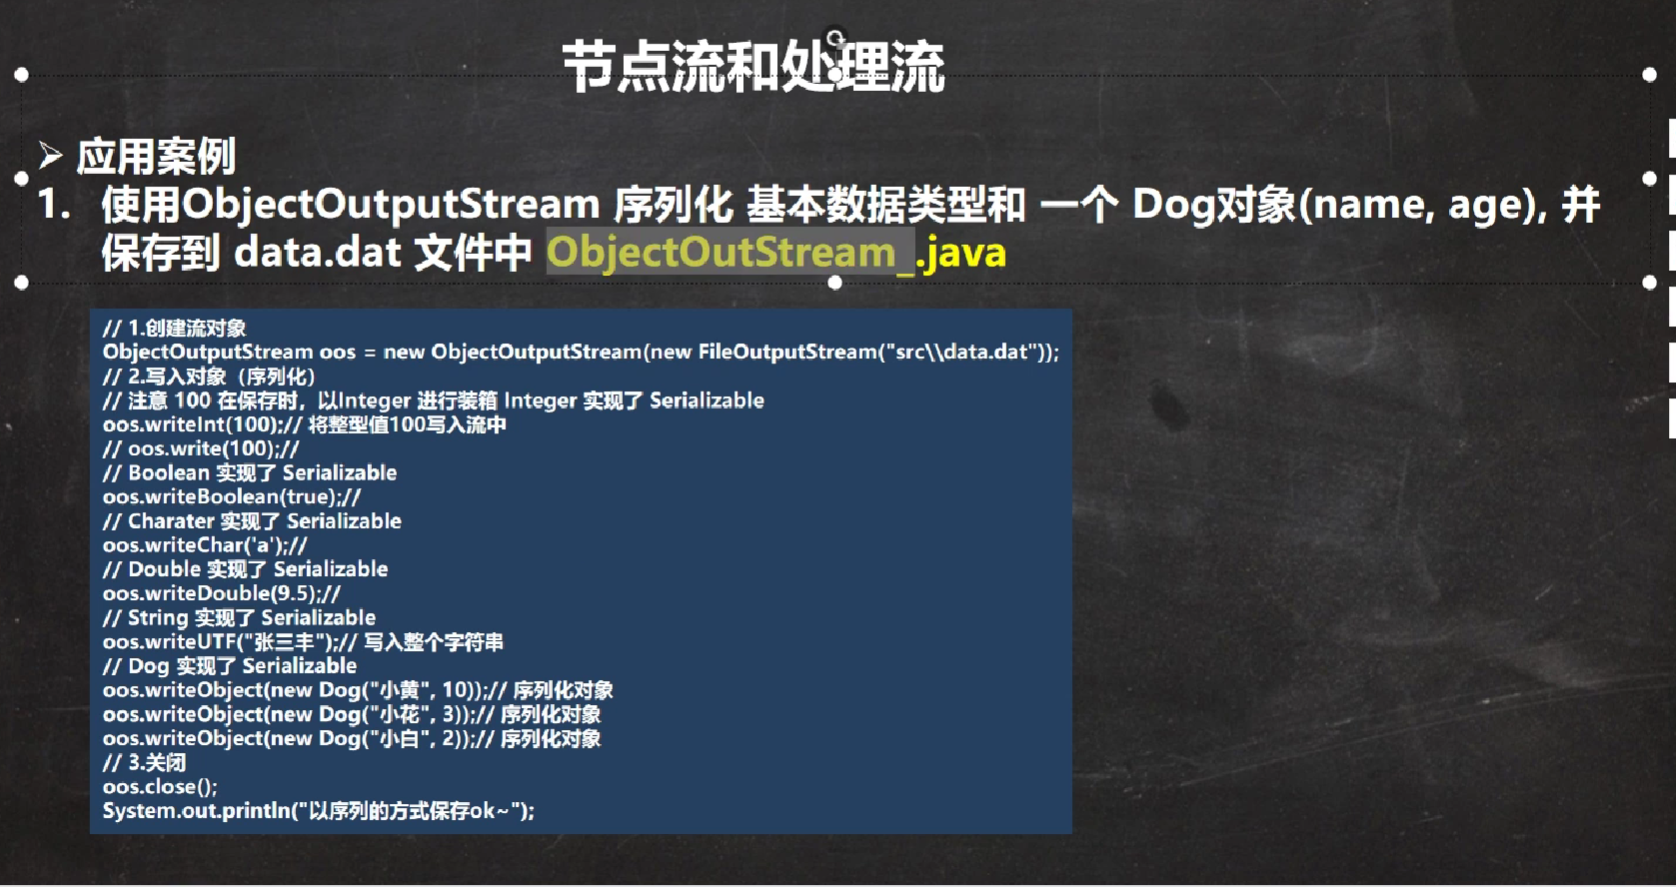 节点流和处理流
➢ 应用案例
1. 使用ObjectOutputStream 序列化 基本数据类型和 一个 Dog对象(name, age), 并
保存到 data.dat 文件中 ObjectOutStream_.java
// 1.创建流对象
ObjectOutputStream oos = new ObjectOutputStream(new FileOutputStream("src\\data.dat"));
// 2.写入对象（序列化）
// 注意 100 在保存时，以Integer 进行装箱 Integer 实现了 Serializable
oos.writeInt(100);// 将整型值100写入流中
// oos.write(100);//
// Boolean 实现了 Serializable
oos.writeBoolean(true);//
// Charater 实现了 Serializable
oos.writeChar('a');//
// Double 实现了 Serializable
oos.writeDouble(9.5);//
// String 实现了 Serializable
oos.writeUTF("张三丰");// 写入整个字符串
// Dog 实现了 Serializable
oos.writeObject(new Dog("小黄", 10));// 序列化对象
oos.writeObject(new Dog("小花", 3));// 序列化对象
oos.writeObject(new Dog("小白", 2));// 序列化对象
// 3.关闭
oos.close();
System.out.println("以序列的方式保存ok~");